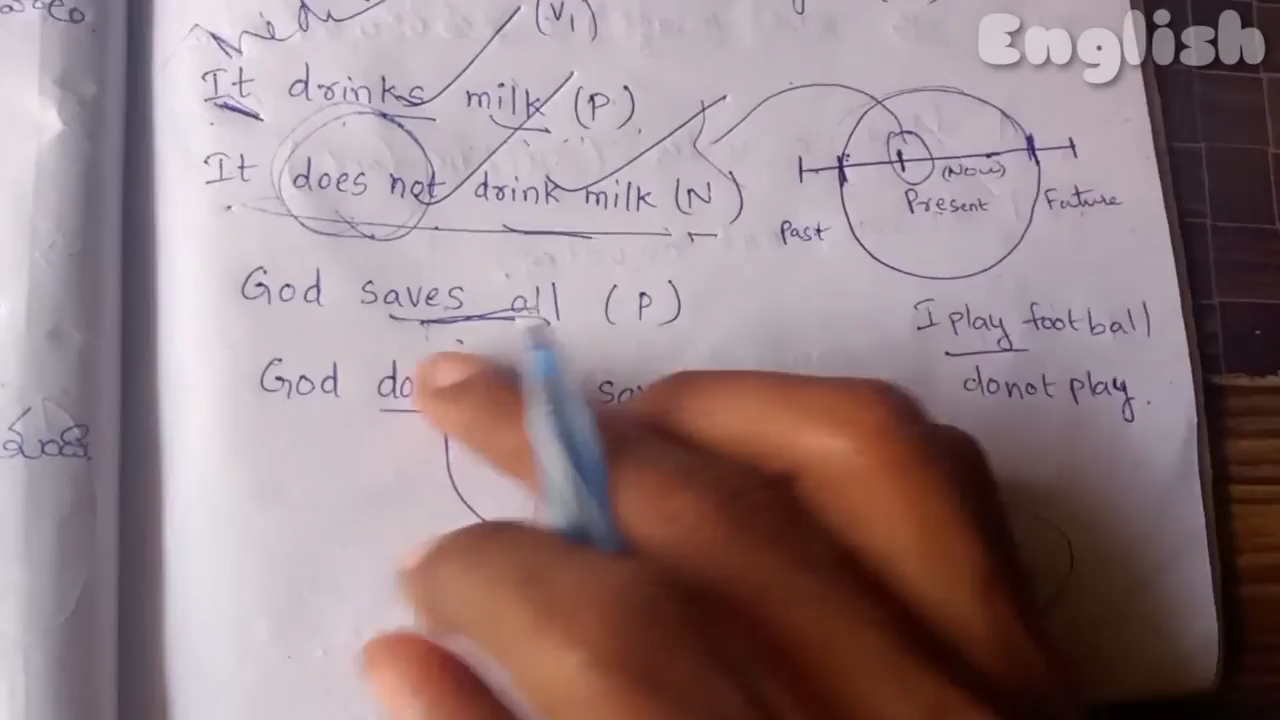 English
(V1)
It drinks milk (P)
It does not drink milk (N)
(Now)
Present
Past
Future
God saves all (P)
God do
I play football
donot play.